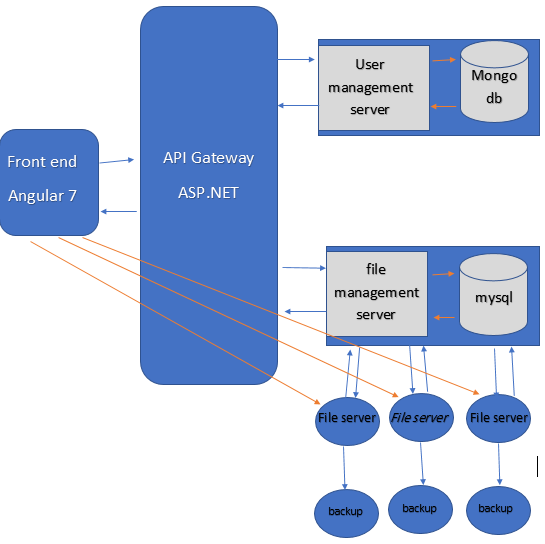 User
management
server
Mongo
db
Front end
Angular 7
API Gateway
ASP.NET
file
management
server
mysql
File server
File server
File server
backup
backup
backup